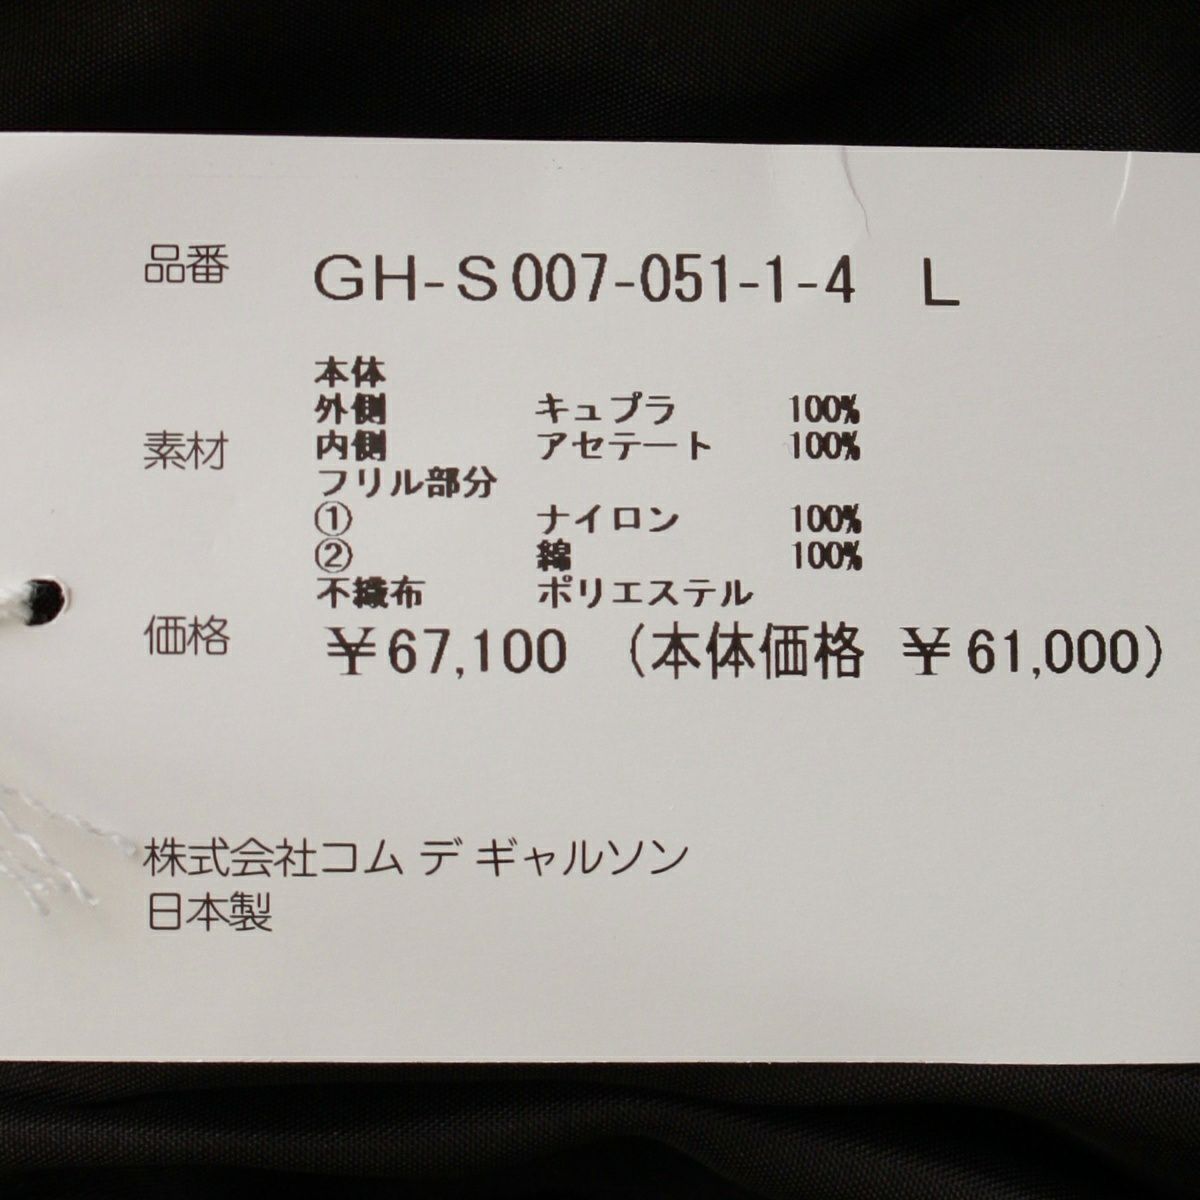 品番 GH-S007-051-1-4 L
本体
外側 キュプラ 100%
素材 内側 アセテート 100%
フリル部分
① ナイロン 100%
② 綿 100%
不織布 ポリエステル
価格 ¥67,100 (本体価格 ¥61,000)
株式会社コム デ ギャルソン
日本製